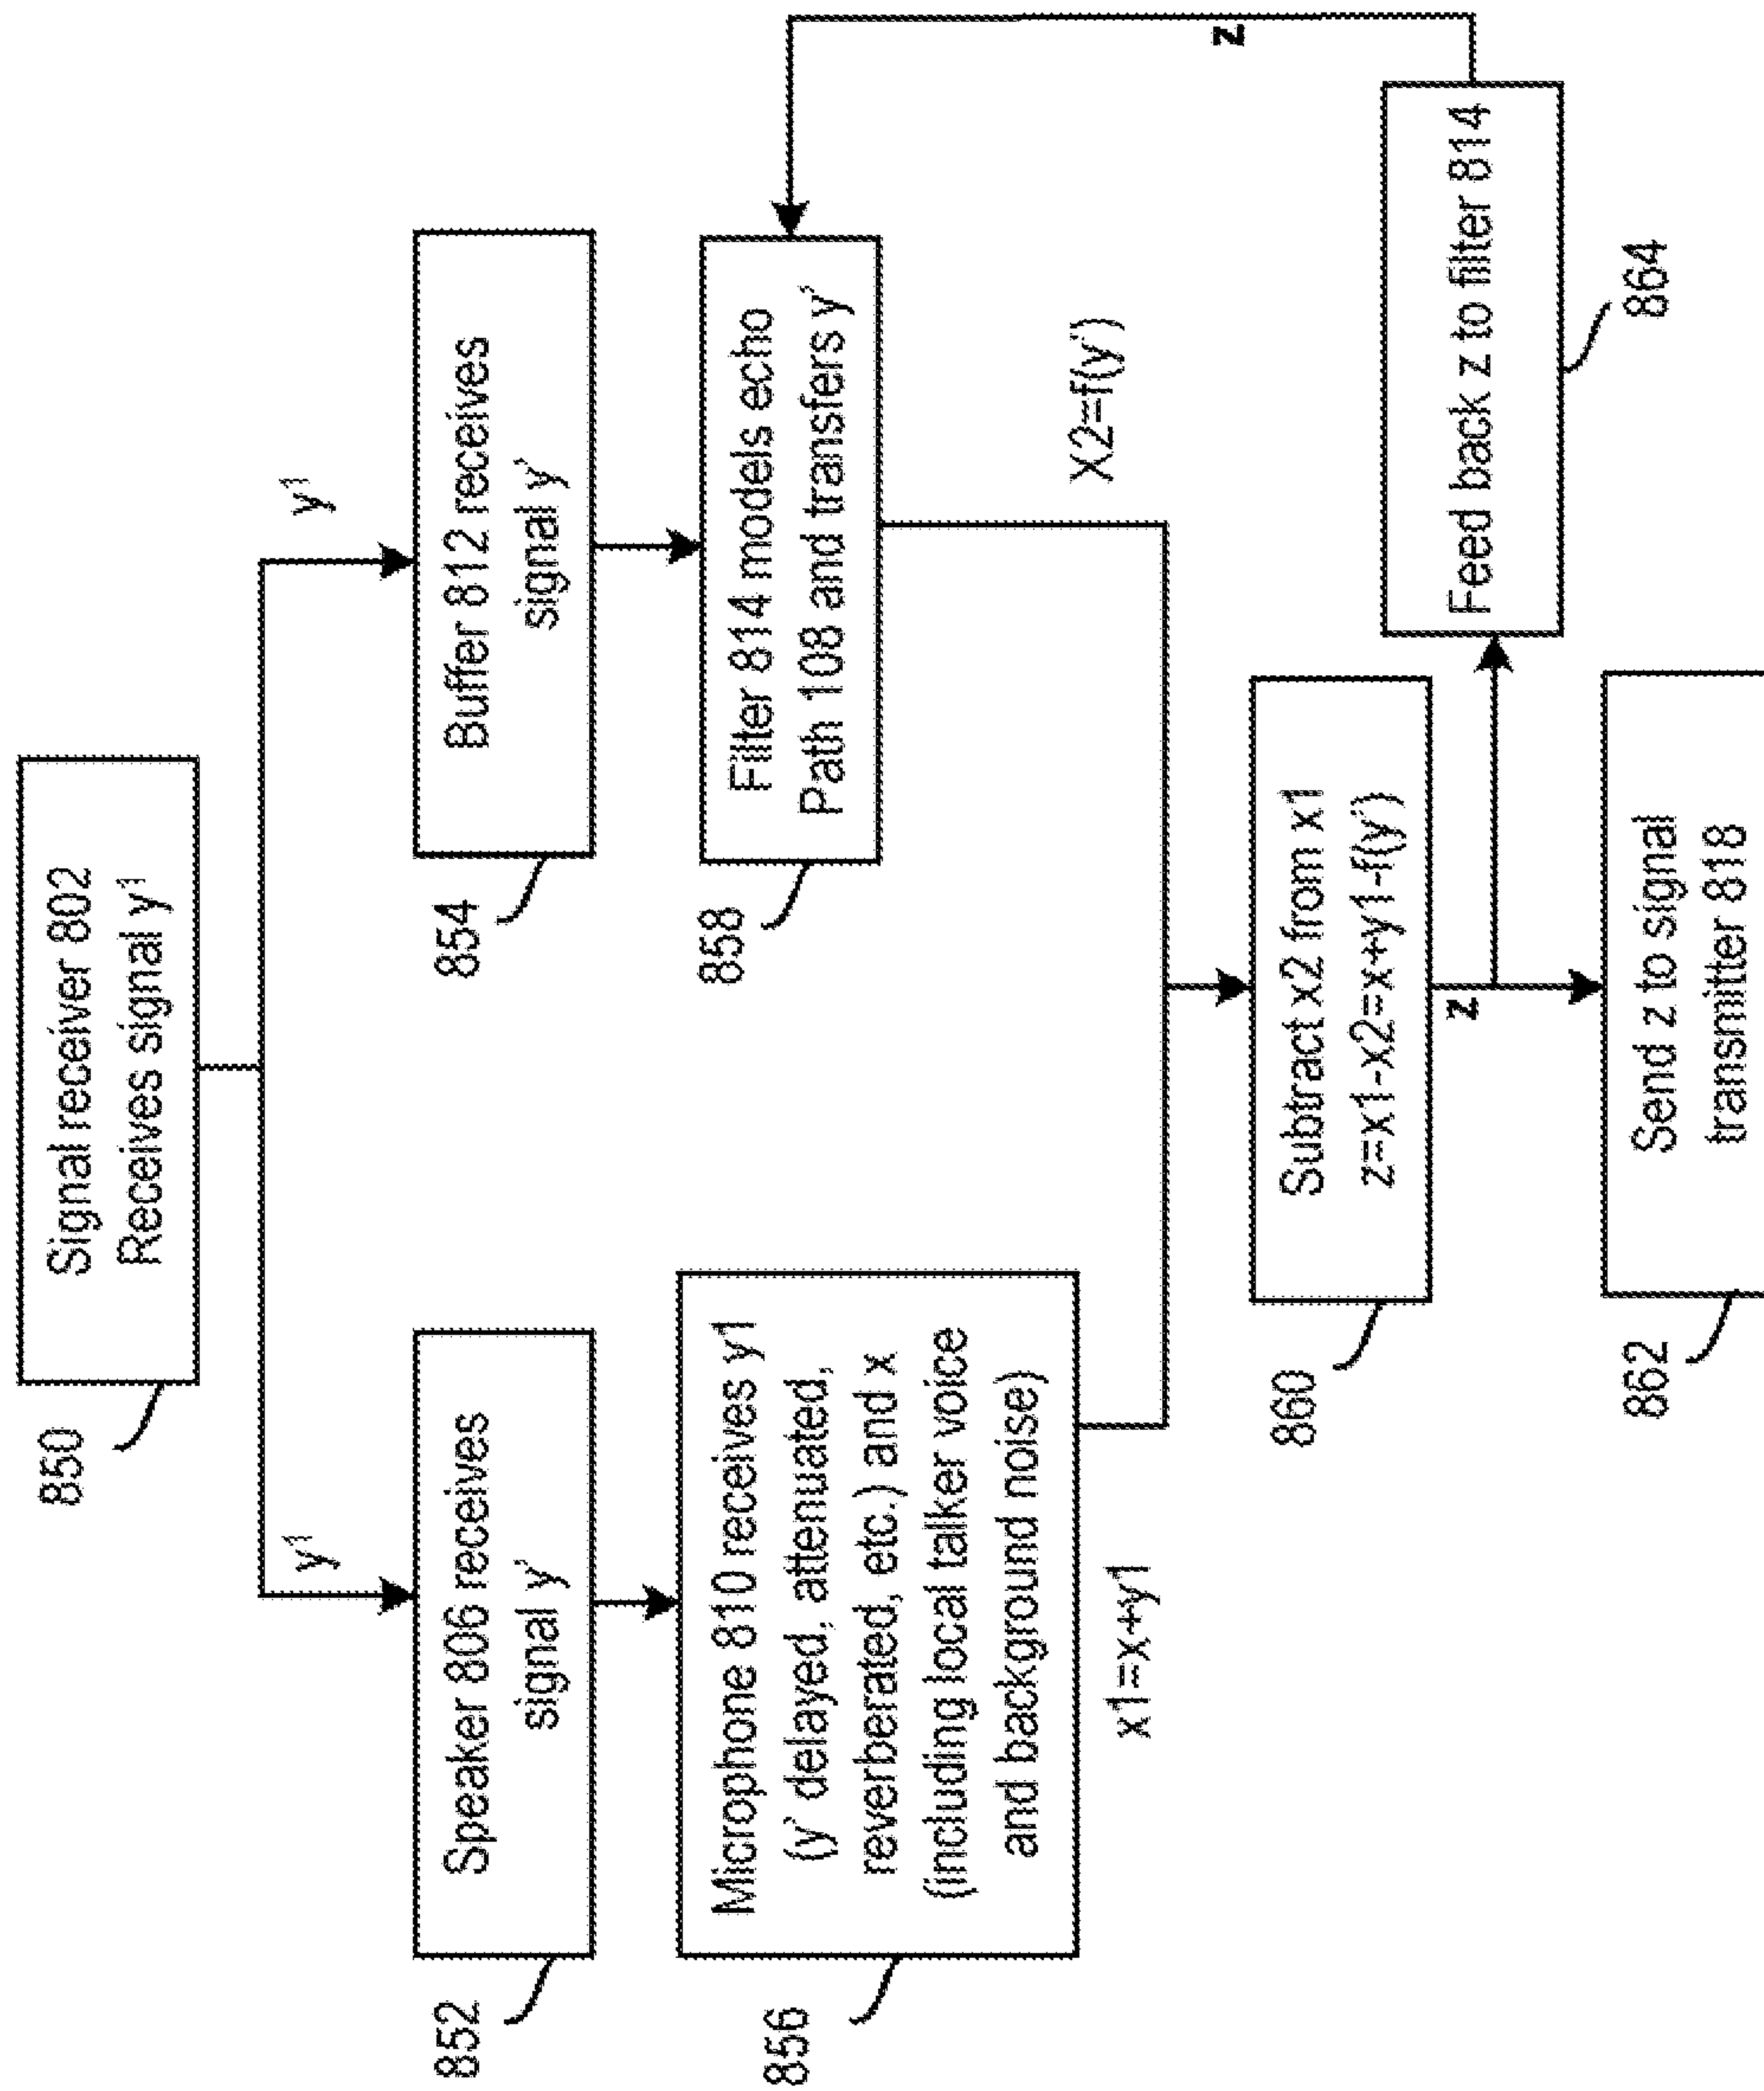 850
Signal receiver 802
Receives signal y¹
y¹
y¹
852
Speaker 806 receives
signal y'
854
Buffer 812 receives
signal y'
856
Microphone 810 receives y1
(y' delayed, attenuated,
reverberated, etc.) and x
(including local talker voice
and background noise)
858
Filter 814 models echo
Path 108 and transfers y'
z
x1=x+y1
X2=f(y')
860
Subtract x2 from x1
z=x1-x2=x+y1-f(y')
z
Feed back z to filter 814
864
862
Send z to signal
transmitter 818